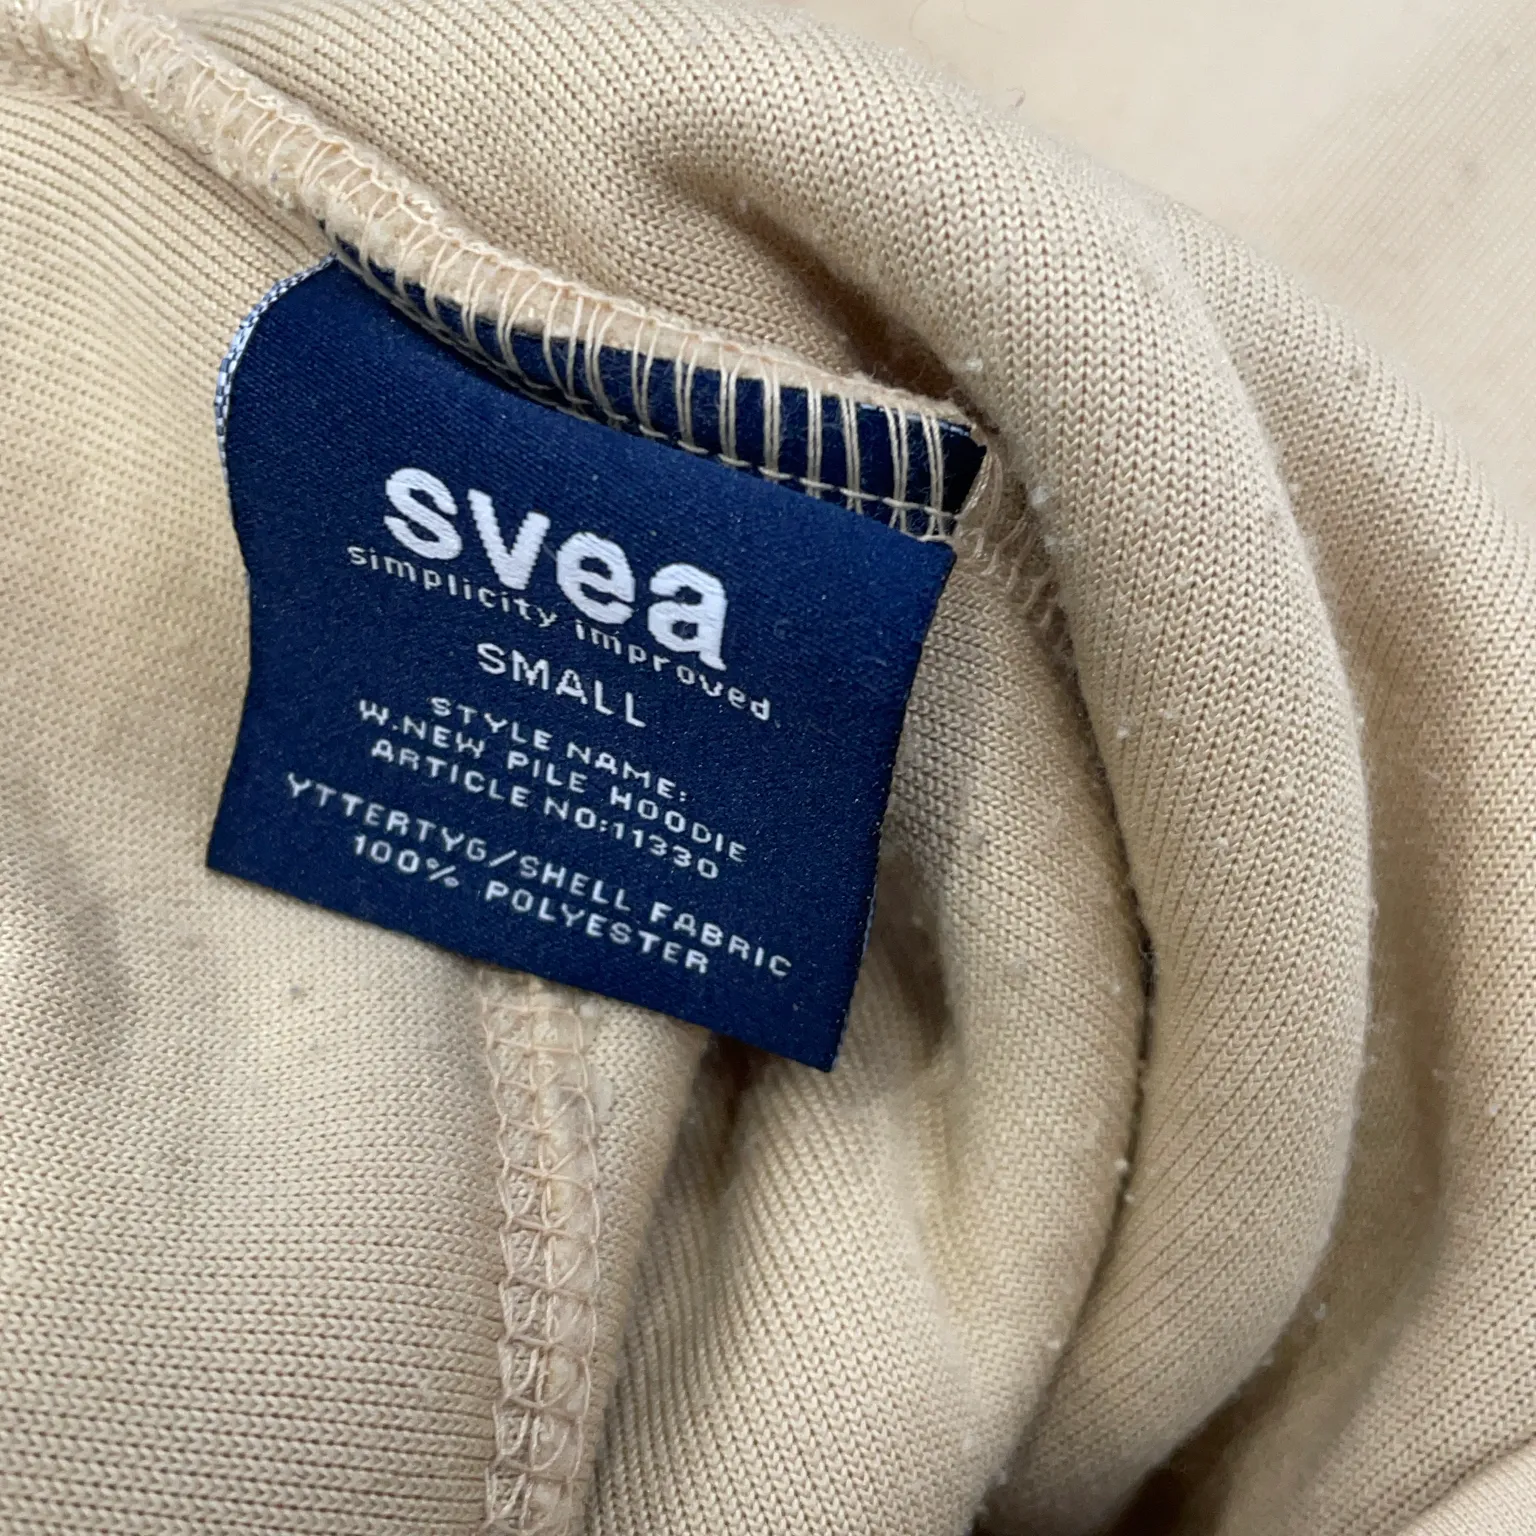 svea
simplicity improved
SMALL
STYLE NAME:
W.NEW PILE HOODIE
ARTICLE NO:11330
YTTERTYG/SHELL FABRIC
100% POLYESTER